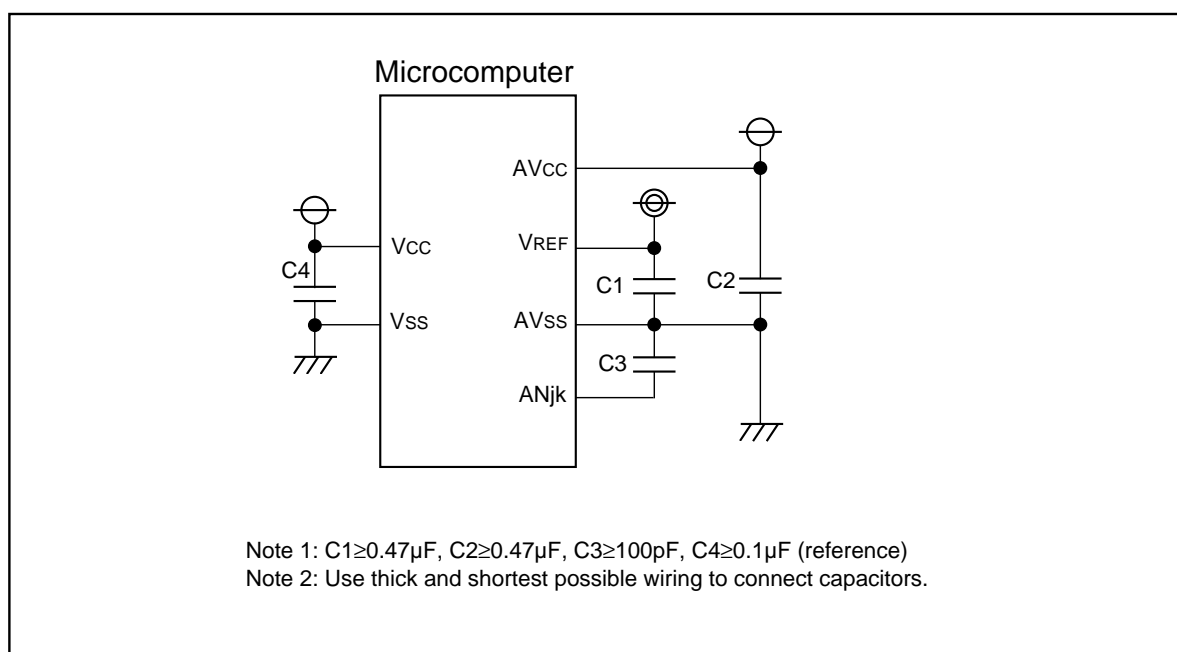 Microcomputer
AVCC
VREF
VCC
C4
C1
C2
VSS
AVSS
C3
ANjk
Note 1: C1≥0.47µF, C2≥0.47µF, C3≥100pF, C4≥0.1µF (reference)
Note 2: Use thick and shortest possible wiring to connect capacitors.